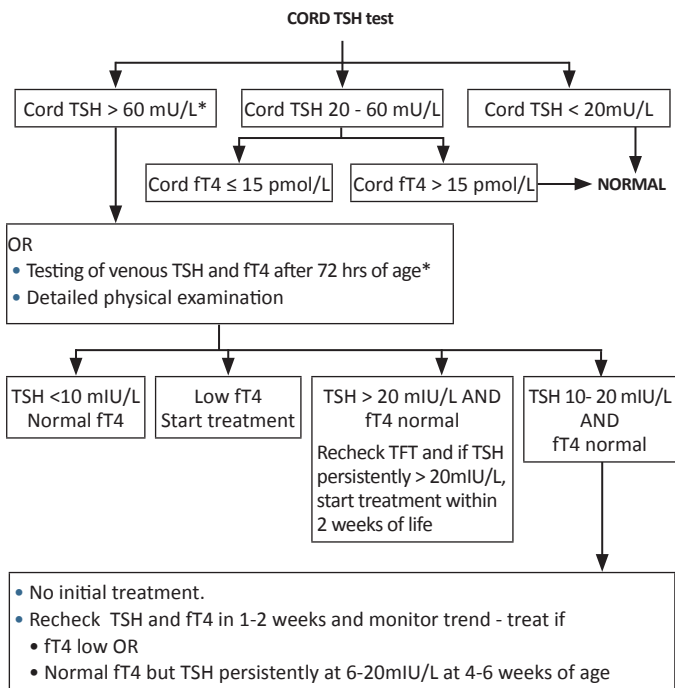 CORD TSH test
Cord TSH > 60 mU/L*
Cord TSH 20 - 60 mU/L
Cord TSH < 20mU/L
Cord fT4 ≤ 15 pmol/L
Cord fT4 > 15 pmol/L
NORMAL
OR
• Testing of venous TSH and fT4 after 72 hrs of age*
• Detailed physical examination
TSH <10 mIU/L
Normal fT4
Low fT4
Start treatment
TSH > 20 mIU/L AND
fT4 normal
Recheck TFT and if TSH
persistently > 20mIU/L,
start treatment within
2 weeks of life
TSH 10- 20 mIU/L
AND
fT4 normal
• No initial treatment.
• Recheck TSH and fT4 in 1-2 weeks and monitor trend - treat if
• fT4 low OR
• Normal fT4 but TSH persistently at 6-20mIU/L at 4-6 weeks of age